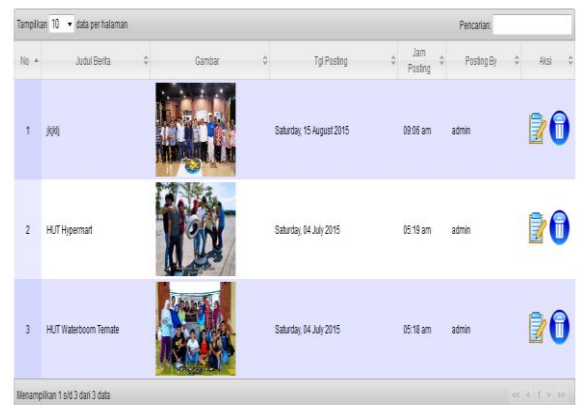 Tampilkan 10 data per halaman Pencarian:
No Judul Berita Gambar Tgl Posting Jam Posting Posting By Aksi
1 jkjldj Saturday, 15 August 2015 09:06 am admin
2 HUT Hypermart Saturday, 04 July 2015 05:19 am admin
3 HUT Waterboom Ternate Saturday, 04 July 2015 05:18 am admin
Menampilkan 1 s/d 3 dari 3 data << < 1 > >>